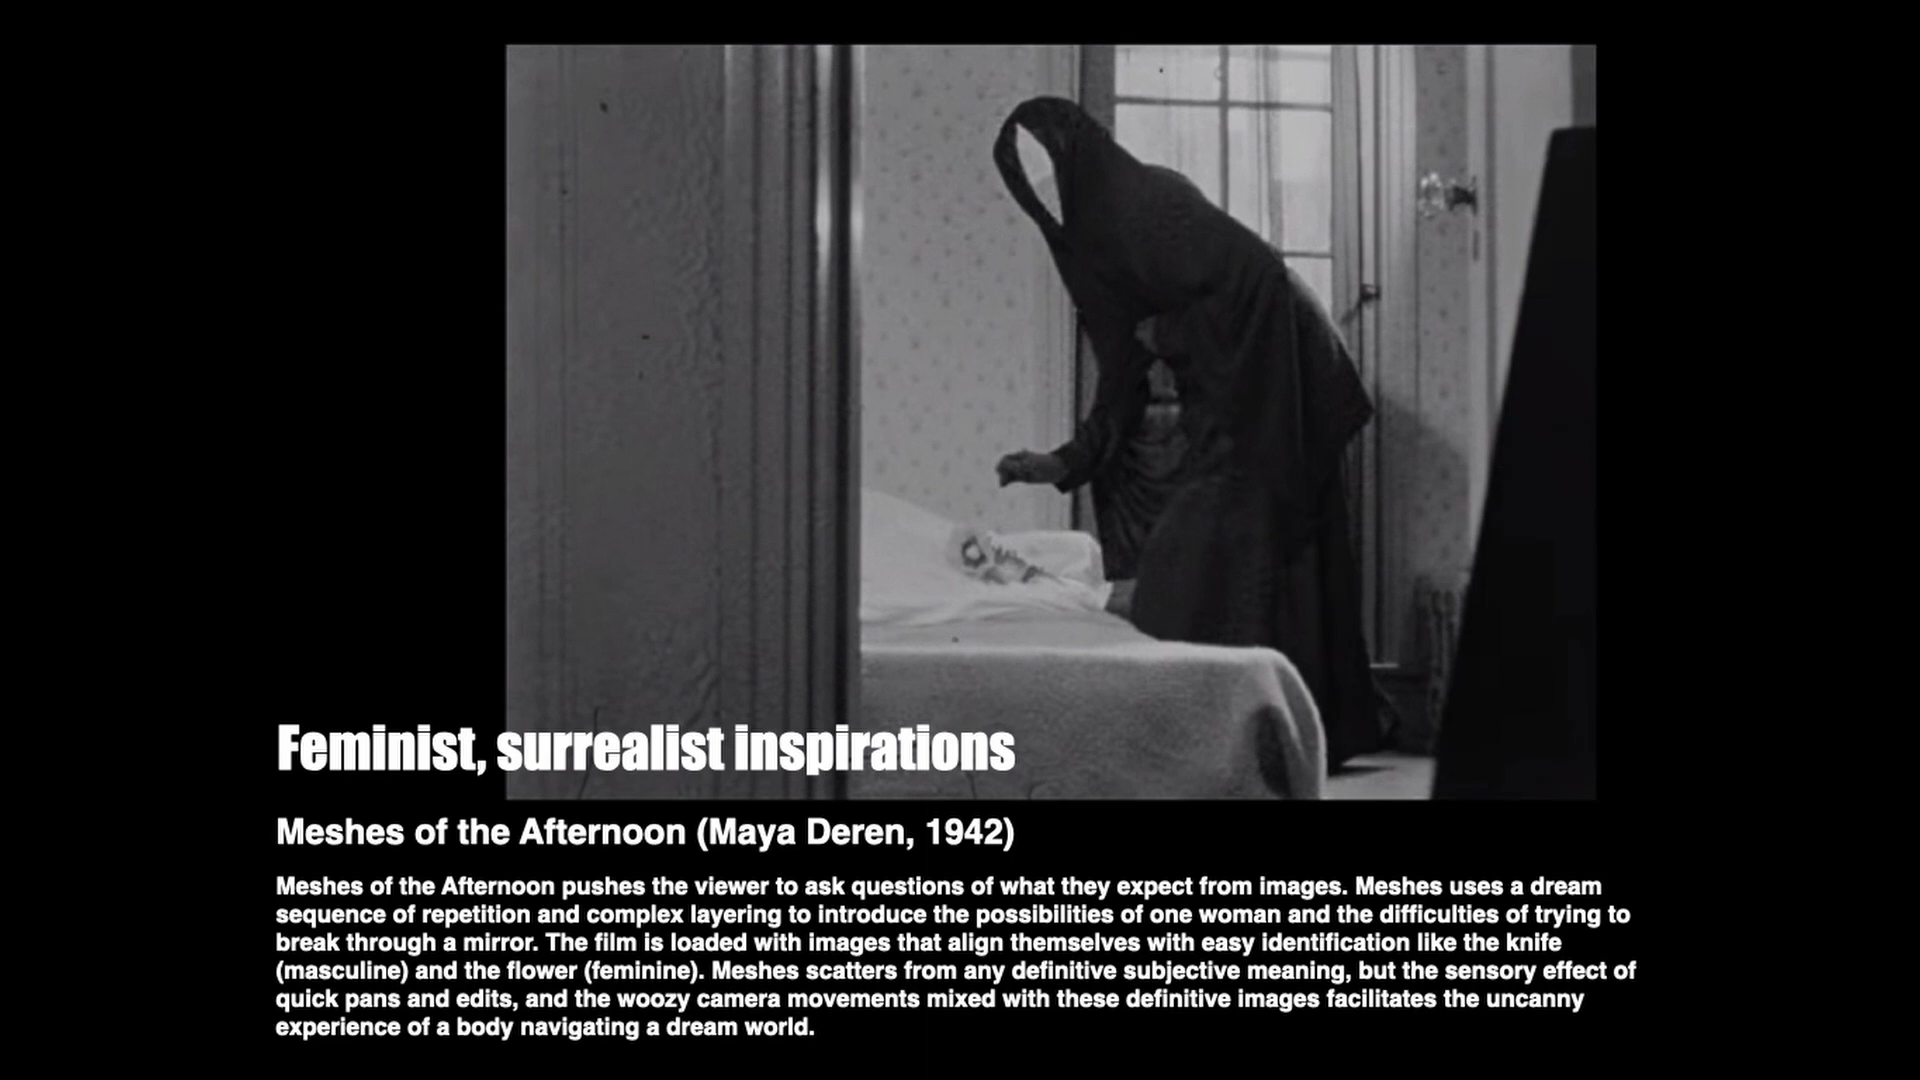 Feminist, surrealist inspirations
Meshes of the Afternoon (Maya Deren, 1942)
Meshes of the Afternoon pushes the viewer to ask questions of what they expect from images. Meshes uses a dream
sequence of repetition and complex layering to introduce the possibilities of one woman and the difficulties of trying to
break through a mirror. The film is loaded with images that align themselves with easy identification like the knife
(masculine) and the flower (feminine). Meshes scatters from any definitive subjective meaning, but the sensory effect of
quick pans and edits, and the woozy camera movements mixed with these definitive images facilitates the uncanny
experience of a body navigating a dream world.